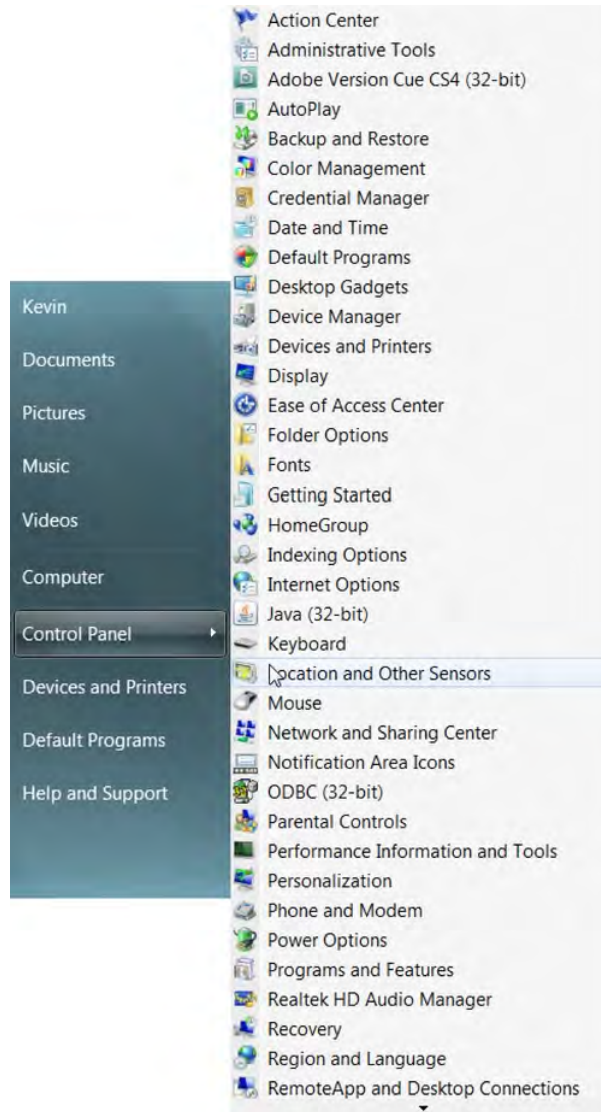 Kevin
Documents
Pictures
Music
Videos
Computer
Control Panel
Devices and Printers
Default Programs
Help and Support
Action Center
Administrative Tools
Adobe Version Cue CS4 (32-bit)
AutoPlay
Backup and Restore
Color Management
Credential Manager
Date and Time
Default Programs
Desktop Gadgets
Device Manager
Devices and Printers
Display
Ease of Access Center
Folder Options
Fonts
Getting Started
HomeGroup
Indexing Options
Internet Options
Java (32-bit)
Keyboard
Location and Other Sensors
Mouse
Network and Sharing Center
Notification Area Icons
ODBC (32-bit)
Parental Controls
Performance Information and Tools
Personalization
Phone and Modem
Power Options
Programs and Features
Realtek HD Audio Manager
Recovery
Region and Language
RemoteApp and Desktop Connections